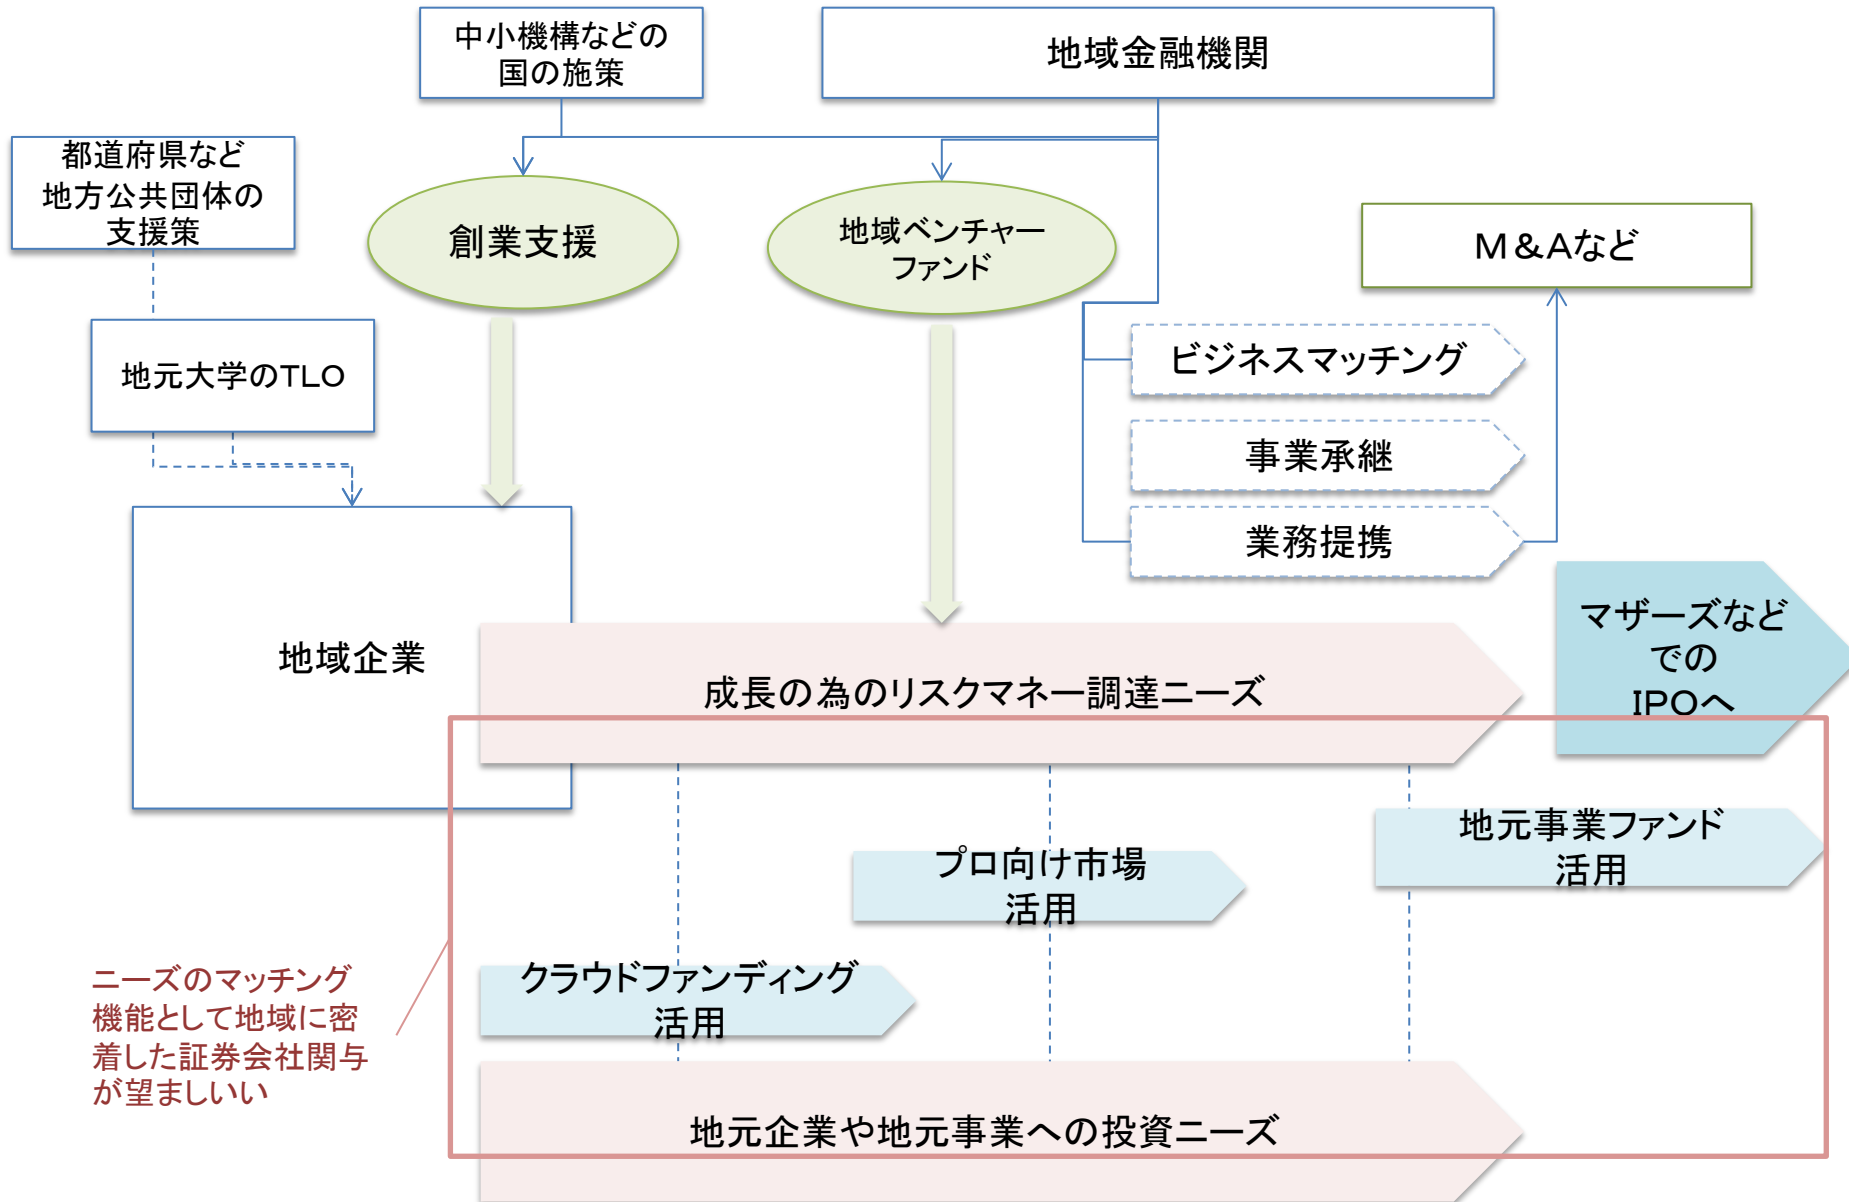 中小機構などの
国の施策
地域金融機関
都道府県など
地方公共団体の
支援策
創業支援
地域ベンチャー
ファンド
M&Aなど
地元大学のTLO
ビジネスマッチング
事業承継
業務提携
地域企業
マザーズなど
での
IPOへ
成長の為のリスクマネー調達ニーズ
地元事業ファンド
活用
プロ向け市場
活用
クラウドファンディング
活用
ニーズのマッチング
機能として地域に密
着した証券会社関与
が望ましいい
地元企業や地元事業への投資ニーズ